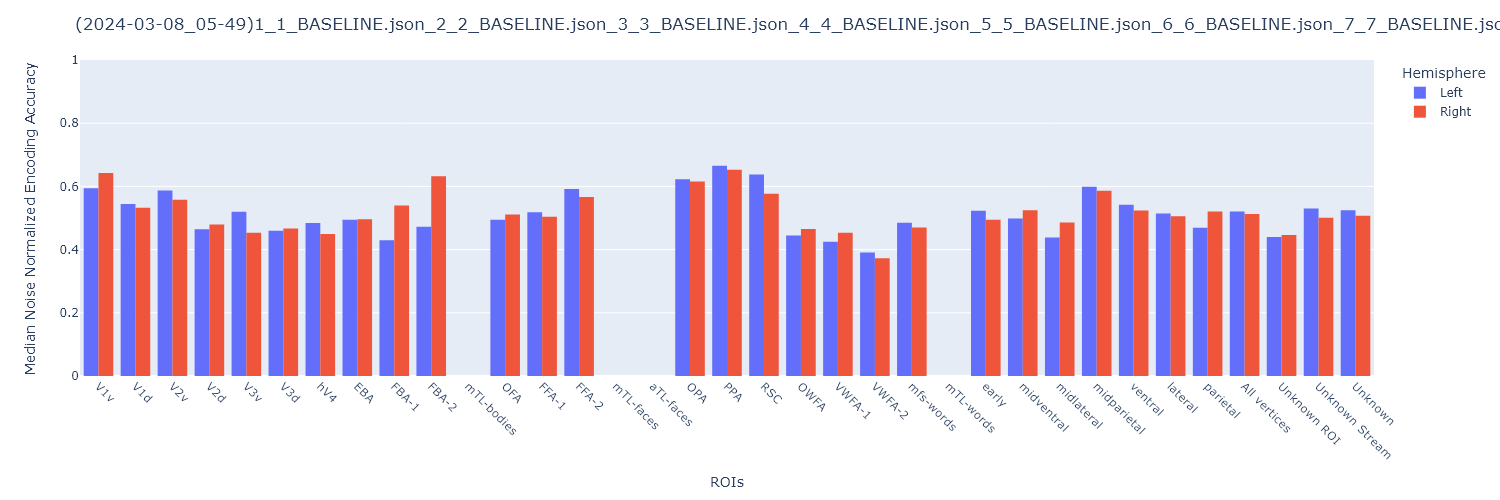 (2024-03-08_05-49)1_1_BASELINE.json_2_2_BASELINE.json_3_3_BASELINE.json_4_4_BASELINE.json_5_5_BASELINE.json_6_6_BASELINE.json_7_7_BASELINE.jso
Median Noise Normalized Encoding Accuracy
1
0.8
0.6
0.4
0.2
0
V1v
V1d
V2v
V2d
V3v
V3d
hV4
EBA
FBA-1
FBA-2
mTL-bodies
OFA
FFA-1
FFA-2
mTL-faces
aTL-faces
OPA
PPA
RSC
OWFA
VWFA-1
VWFA-2
mfs-words
mTL-words
early
midventral
midlateral
midparietal
ventral
lateral
parietal
All vertices
Unknown ROI
Unknown Stream
Unknown
ROIs
Hemisphere
Left
Right